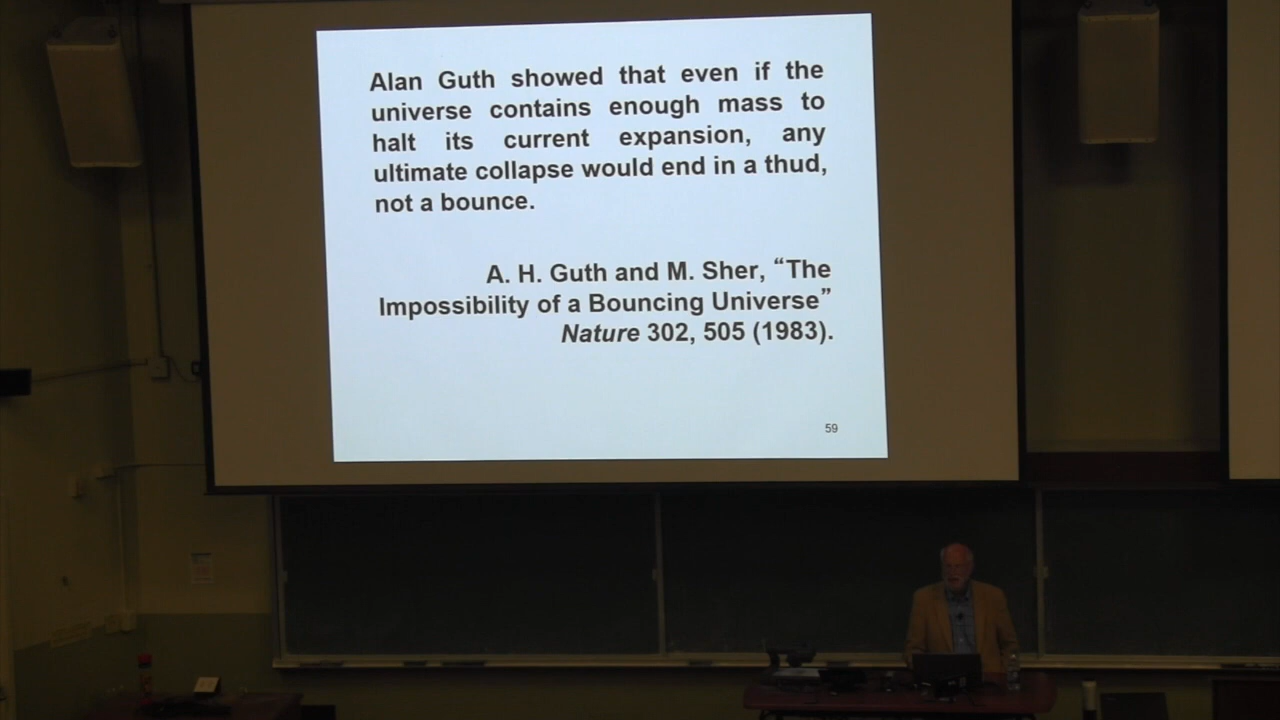 Alan Guth showed that even if the
universe contains enough mass to
halt its current expansion, any
ultimate collapse would end in a thud,
not a bounce.
A. H. Guth and M. Sher, “The
Impossibility of a Bouncing Universe”
Nature 302, 505 (1983).
59